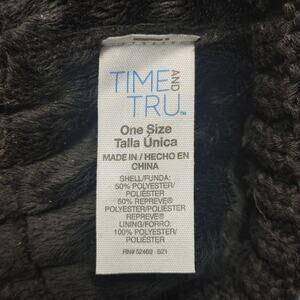 TIME AND
TRU™
One Size
Talla Única
MADE IN / HECHO EN
CHINA
SHELL/FUNDA:
50% POLYESTER/
POLIÉSTER
50% REPREVE®
POLYESTER/POLIÉSTER
REPREVE®
LINING/FORRO:
100% POLYESTER/
POLIÉSTER
RN# 52469 S21